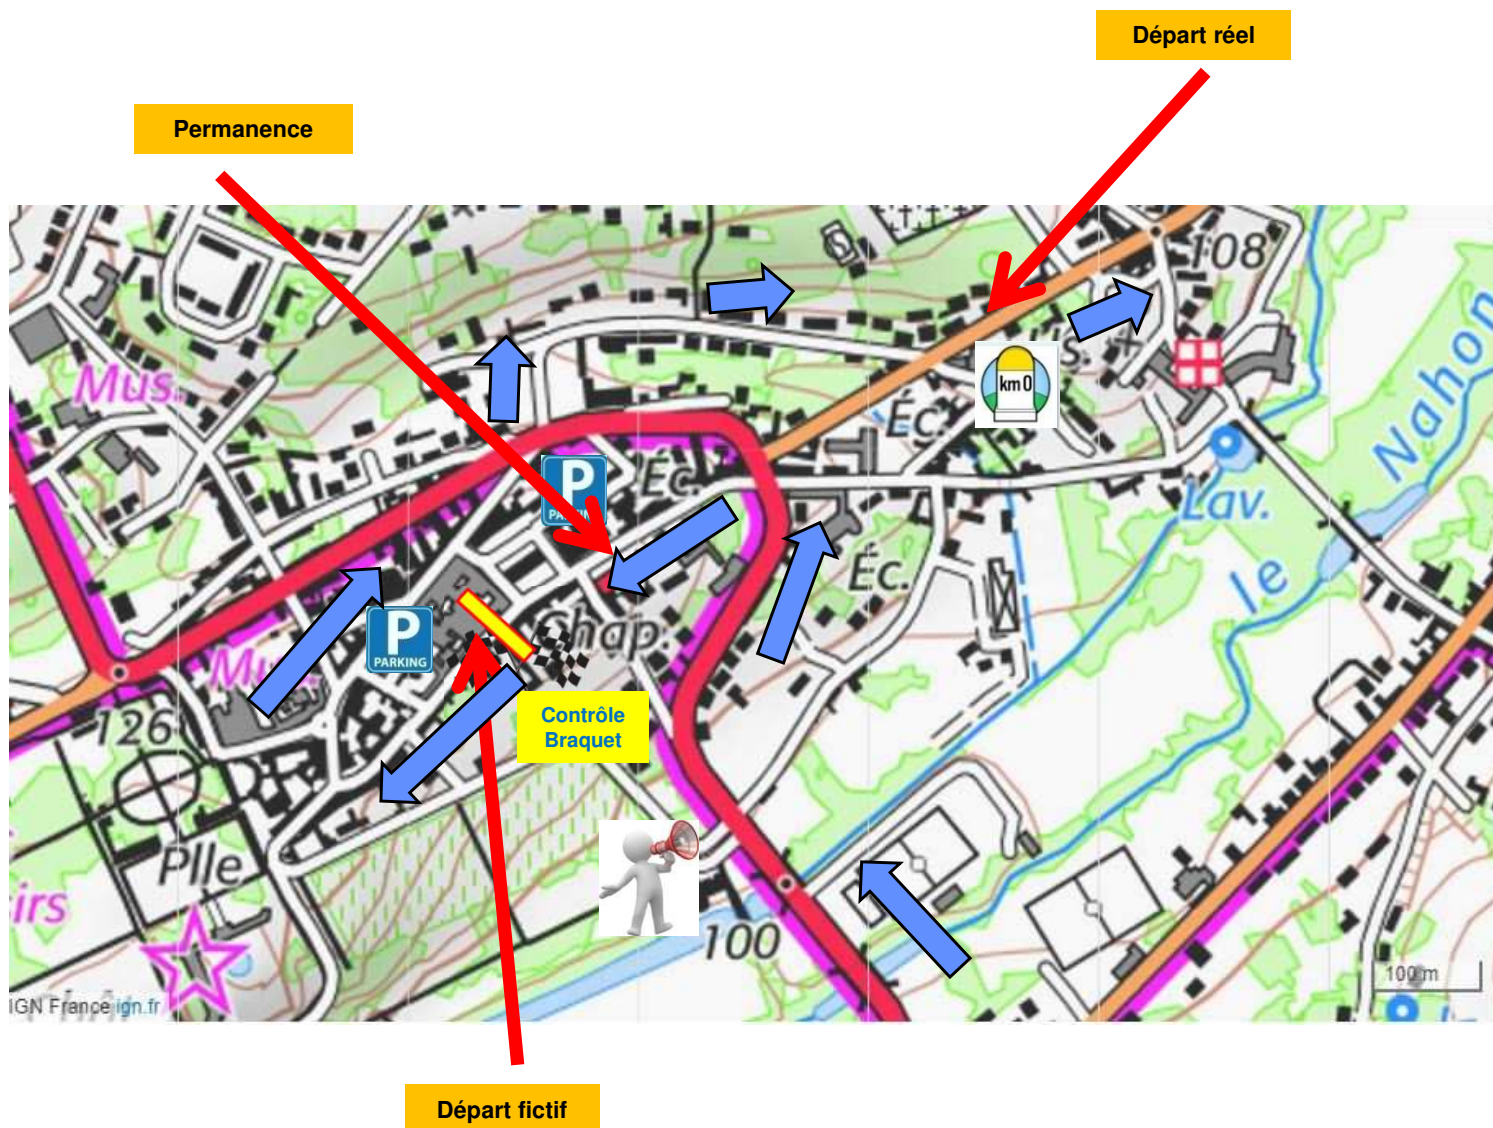 Départ réel
Permanence
108
Mus.
km 0
s.
Éc.
Nahon
P
PARKING
Éc.
Lav.
le
Éc.
P
PARKING
Chap.
Contrôle
Braquet
126
Plle
irs
100
100 m
IGN France ign.fr
Départ fictif